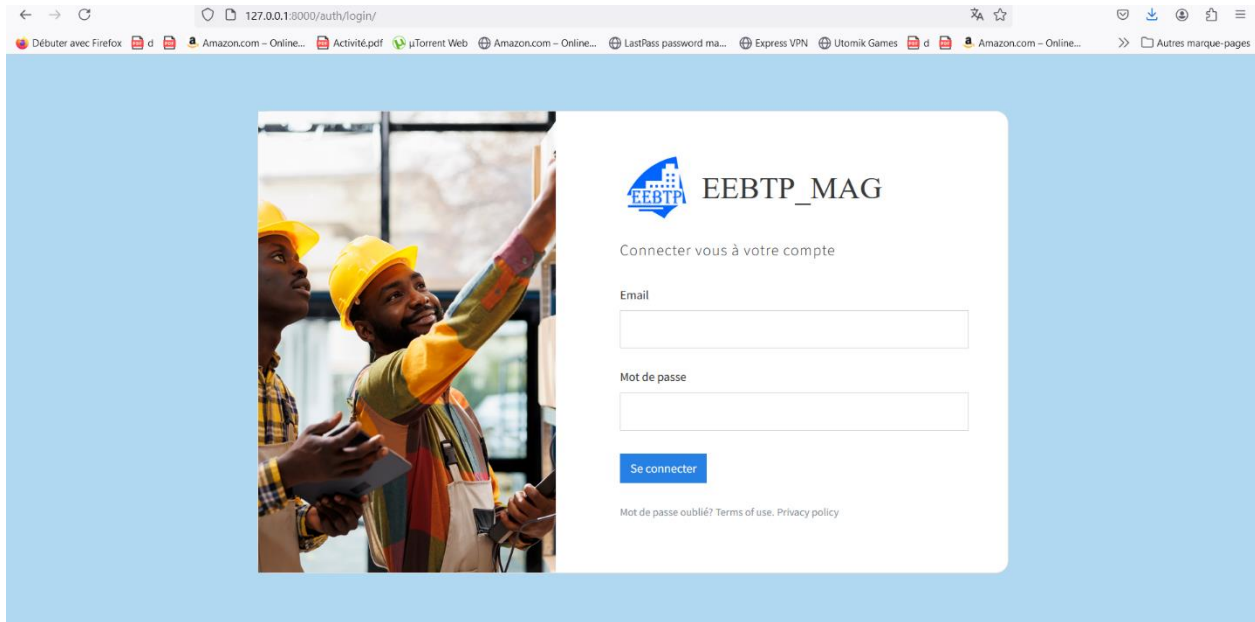 127.0.0.1:8000/auth/login/
Débuter avec Firefox d Amazon.com – Online... Activité.pdf µTorrent Web Amazon.com – Online... LastPass password ma... Express VPN Utomik Games d Amazon.com – Online... Autres marque-pages
EEBTP EEBTP_MAG
Connecter vous à votre compte
Email
Mot de passe
Se connecter
Mot de passe oublié? Terms of use. Privacy policy